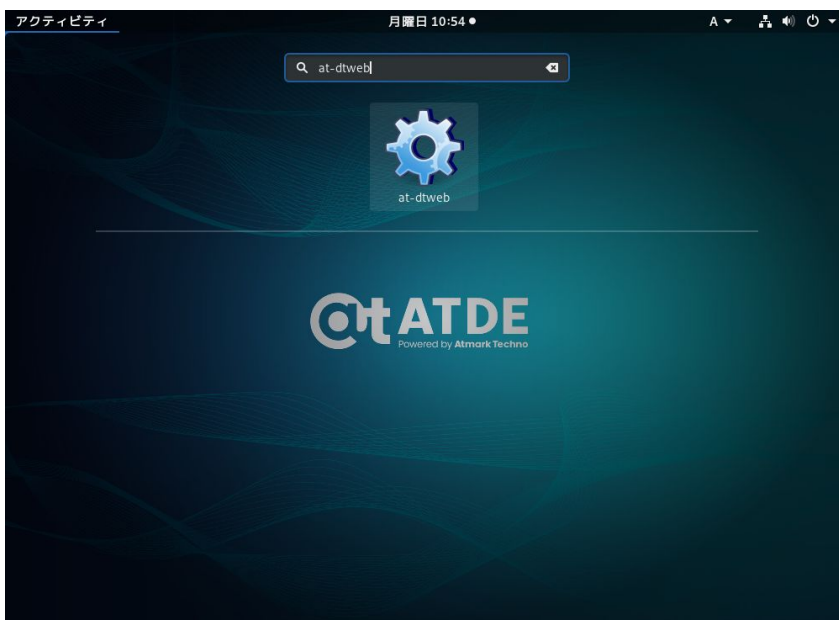 アクティビティ 月曜日 10:54 A
at-dtweb
at-dtweb
at ATDE
Powered by Atmark Techno